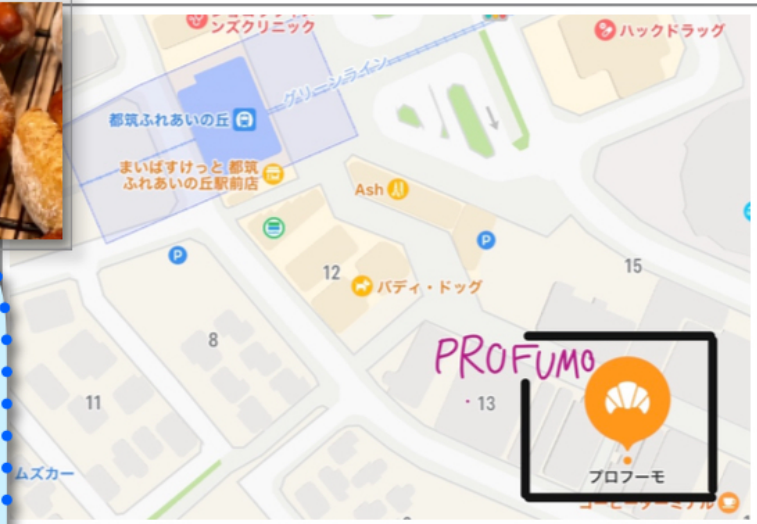 ンズクリニック
ハックドラッグ
グリーンライン
都筑ふれあいの丘
まいばすけっと 都筑
ふれあいの丘駅前店
Ash
P
P
12
バディ・ドッグ
15
8
PROFUMO
11
13
ムズカー
プロフーモ